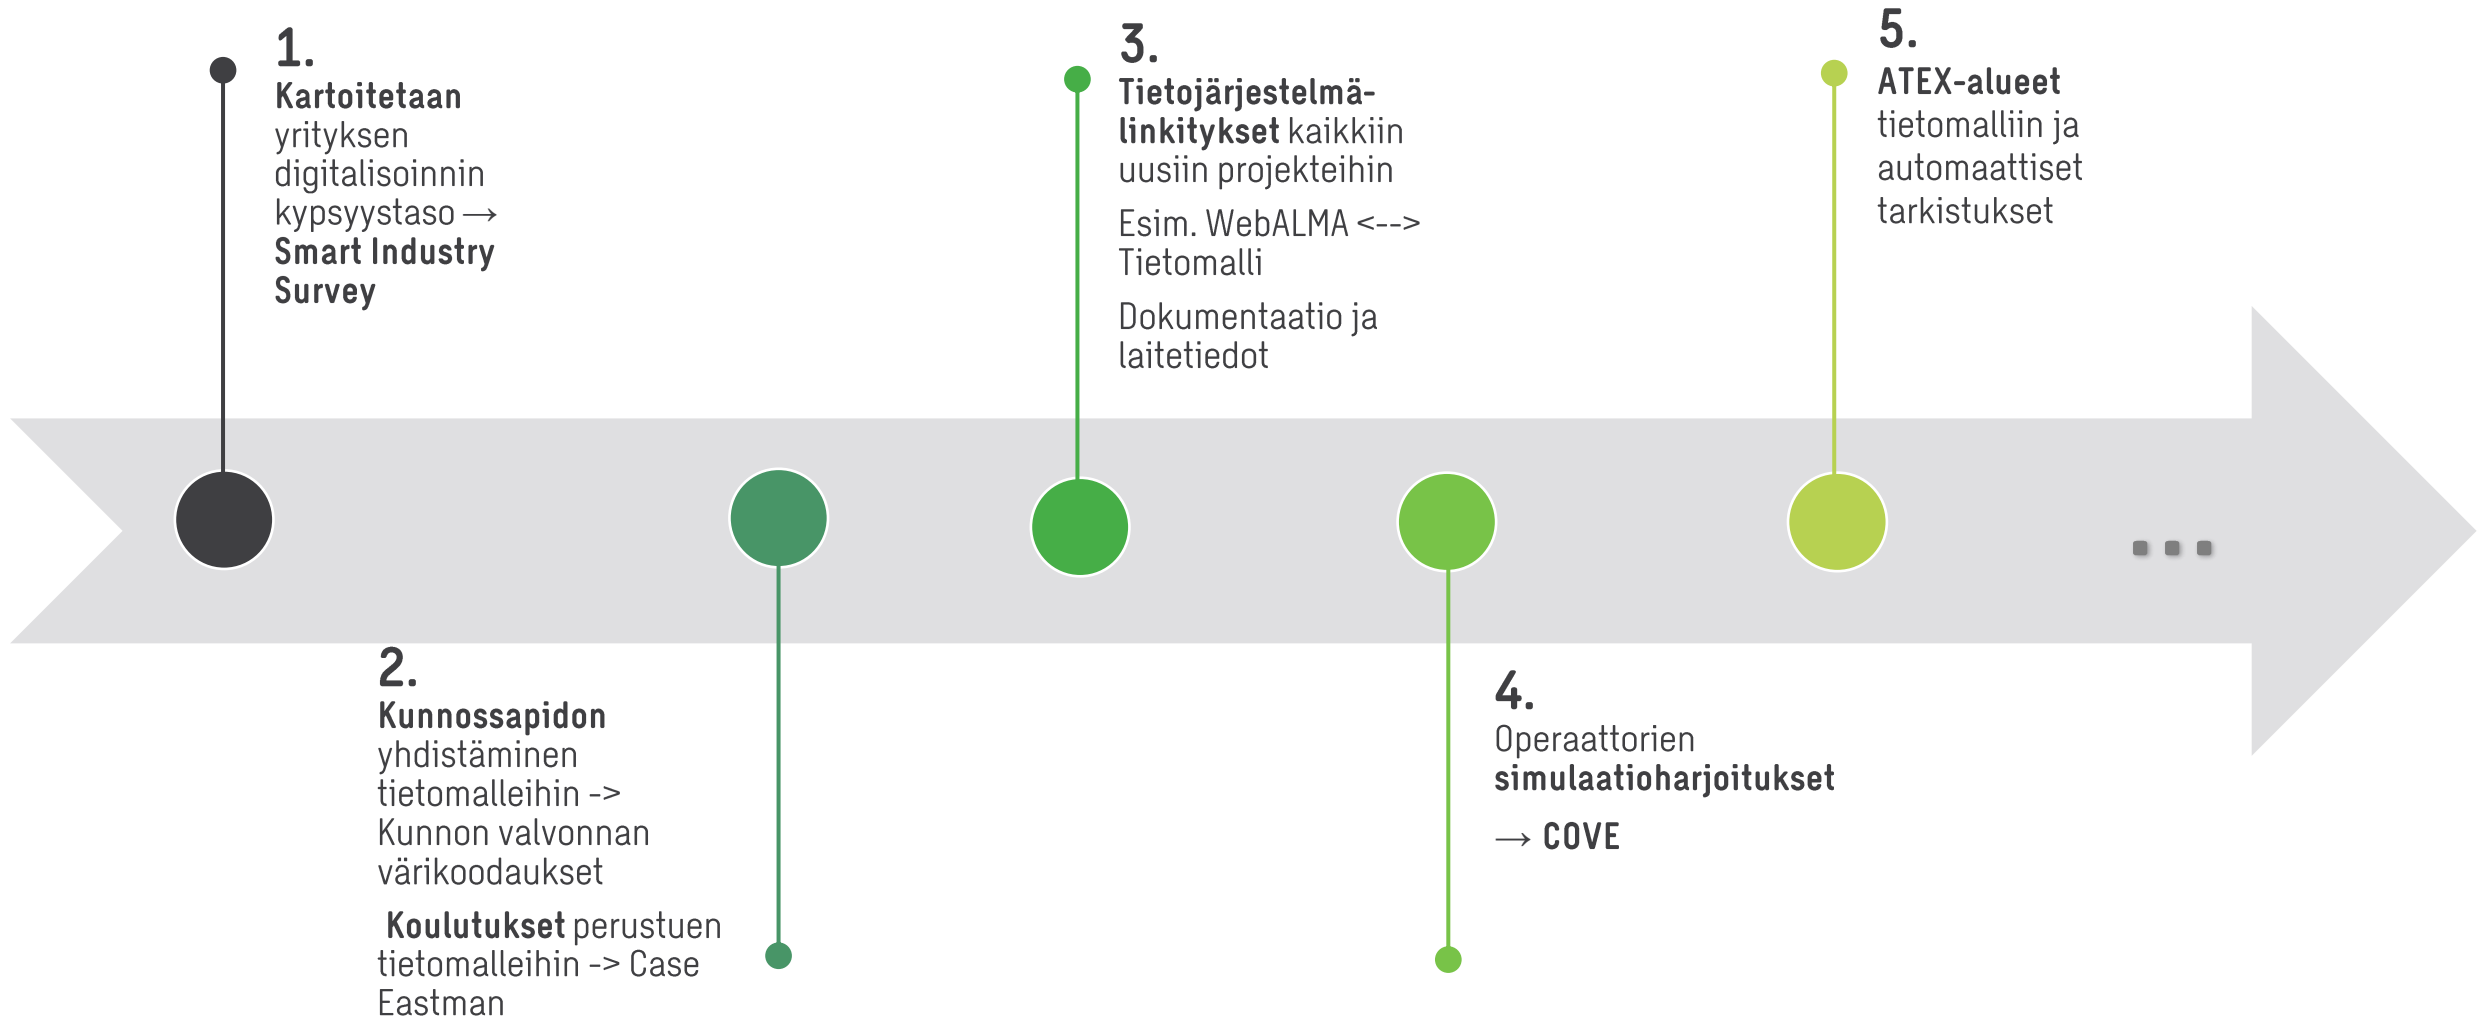 1.
Kartoitetaan
yrityksen
digitalisoinnin
kypsyystaso →
Smart Industry
Survey
2.
Kunnossapidon
yhdistäminen
tietomalleihin ->
Kunnon valvonnan
värikoodaukset
Koulutukset perustuen
tietomalleihin -> Case
Eastman
3.
Tietojärjestelmä-
linkitykset kaikkiin
uusiin projekteihin
Esim. WebALMA <-->
Tietomalli
Dokumentaatio ja
laitetiedot
4.
Operaattorien
simulaatioharjoitukset
→ COVE
5.
ATEX-alueet
tietomalliin ja
automaattiset
tarkistukset
...